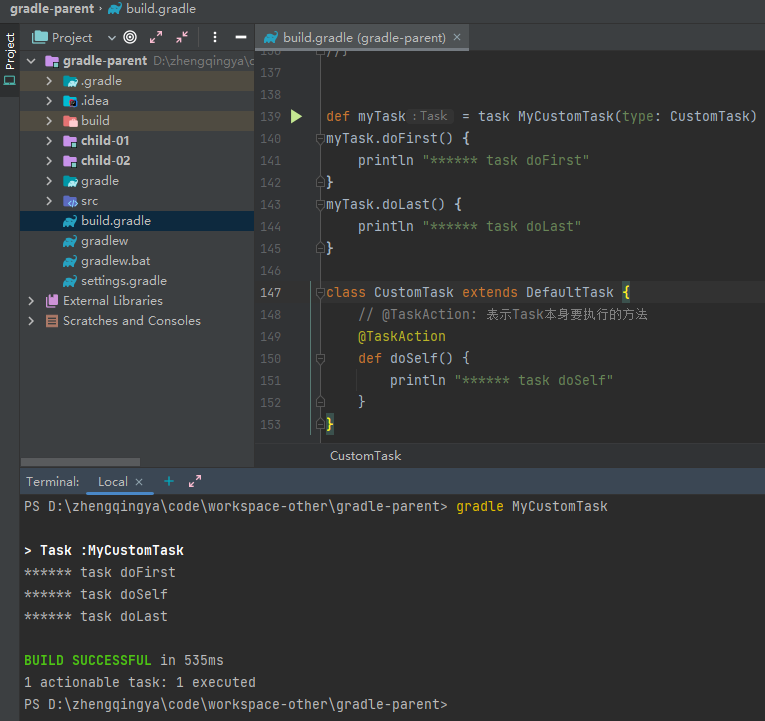 gradle-parent › build.gradle
Project
Project
build.gradle (gradle-parent) ×
gradle-parent D:\zhengqingya\c
.gradle
.idea
build
child-01
child-02
gradle
src
build.gradle
gradlew
gradlew.bat
settings.gradle
External Libraries
Scratches and Consoles
136 //}
137
138
139 def myTask : Task = task MyCustomTask(type: CustomTask)
140 myTask.doFirst() {
141 println "****** task doFirst"
142 }
143 myTask.doLast() {
144 println "****** task doLast"
145 }
146
147 class CustomTask extends DefaultTask {
148 // @TaskAction: 表示Task本身要执行的方法
149 @TaskAction
150 def doSelf() {
151 println "****** task doSelf"
152 }
153 }
CustomTask
Terminal: Local × +
PS D:\zhengqingya\code\workspace-other\gradle-parent> gradle MyCustomTask
> Task :MyCustomTask
****** task doFirst
****** task doSelf
****** task doLast
BUILD SUCCESSFUL in 535ms
1 actionable task: 1 executed
PS D:\zhengqingya\code\workspace-other\gradle-parent>